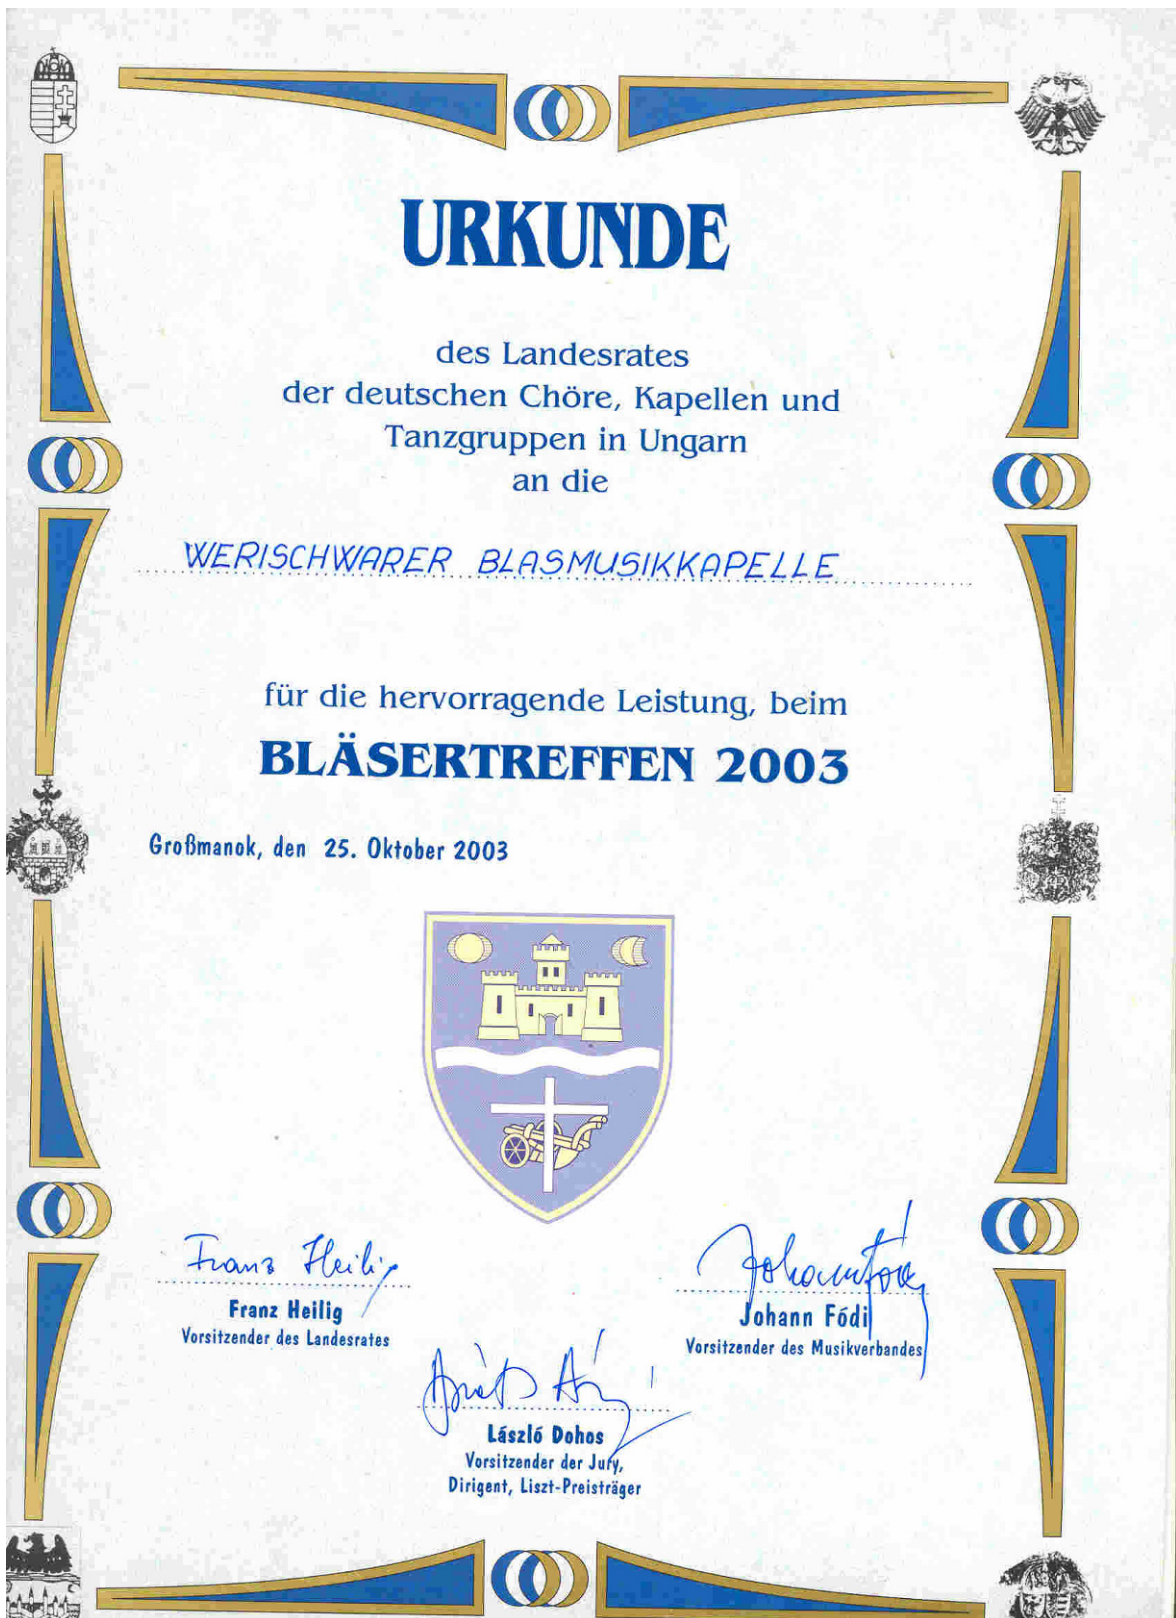 URKUNDE
des Landesrates
der deutschen Chöre, Kapellen und
Tanzgruppen in Ungarn
an die
WERISCHWARER BLASMUSIKKAPELLE
für die hervorragende Leistung, beim
BLÄSERTREFFEN 2003
Großmanok, den 25. Oktober 2003
Franz Heilig
Franz Heilig
Vorsitzender des Landesrates
Johann Fódi
Johann Fódi
Vorsitzender des Musikverbandes
László Dohos
Vorsitzender der Jury,
Dirigent, Liszt-Preisträger